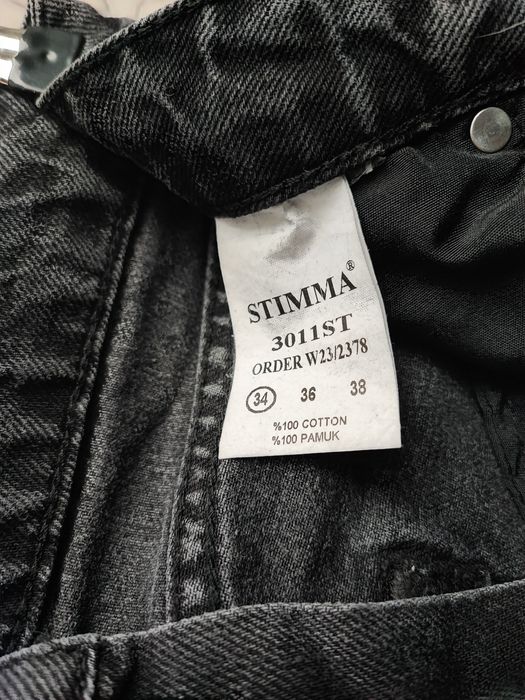 STIMMA®
3011ST
ORDER W23/2378
34 36 38
%100 COTTON
%100 PAMUK